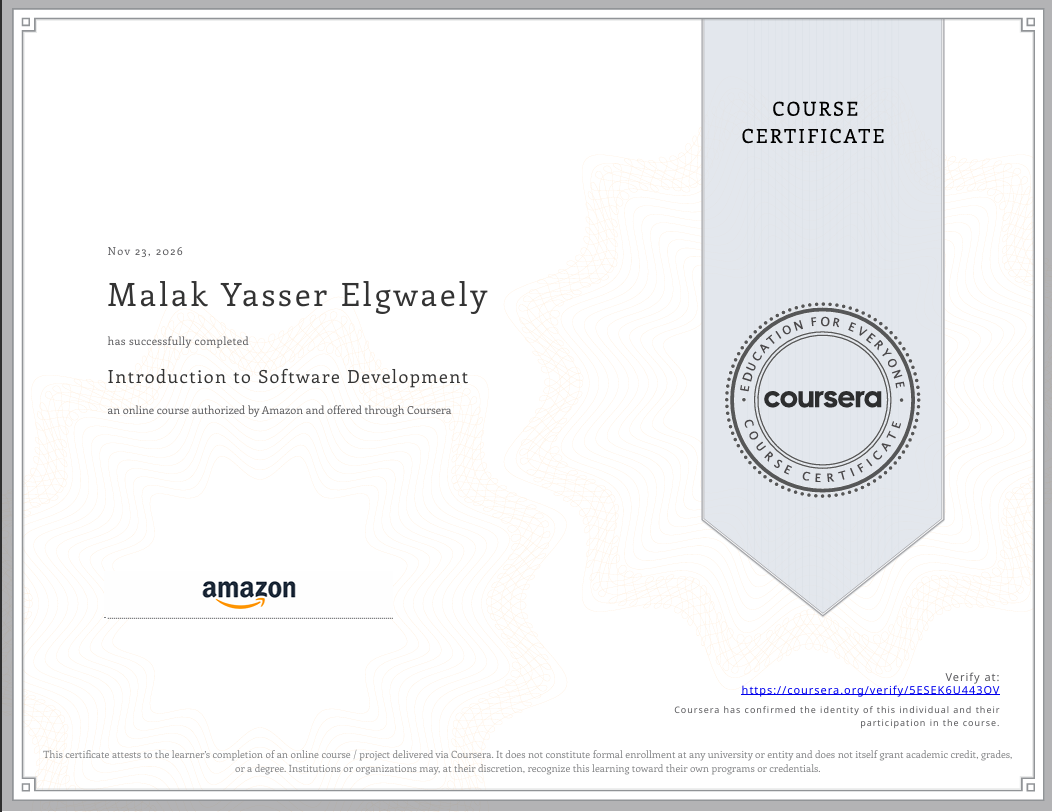 COURSE
CERTIFICATE
Nov 23, 2026
Malak Yasser Elgwaely
has successfully completed
Introduction to Software Development
an online course authorized by Amazon and offered through Coursera
EDUCATION FOR EVERYONE
coursera
COURSE CERTIFICATE
amazon
Verify at:
https://coursera.org/verify/5ESEK6U443OV
Coursera has confirmed the identity of this individual and their
participation in the course.
This certificate attests to the learner's completion of an online course / project delivered via Coursera. It does not constitute formal enrollment at any university or entity and does not itself grant academic credit, grades,
or a degree. Institutions or organizations may, at their discretion, recognize this learning toward their own programs or credentials.